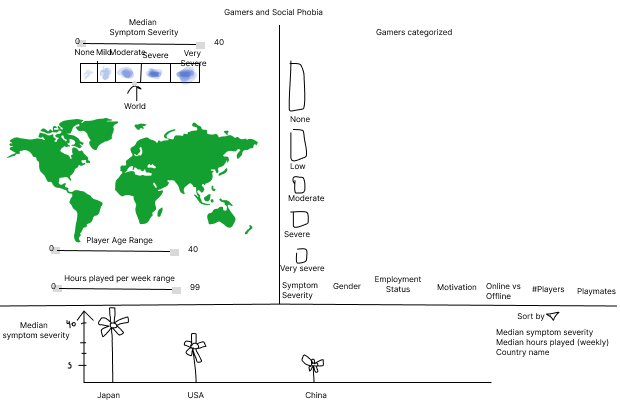 Gamers and Social Phobia
Median
Symptom Severity
0 40
None Mild Moderate Severe Very
Severe
World
Player Age Range
0 40
Hours played per week range
0 99
Gamers categorized
None
Low
Moderate
Severe
Very severe
Symptom
Severity
Gender
Employment
Status
Motivation
Online vs
Offline
#Players
Playmates
Median
symptom severity
40
5
Japan
USA
China
Sort by
Median symptom severity
Median hours played (weekly)
Country name